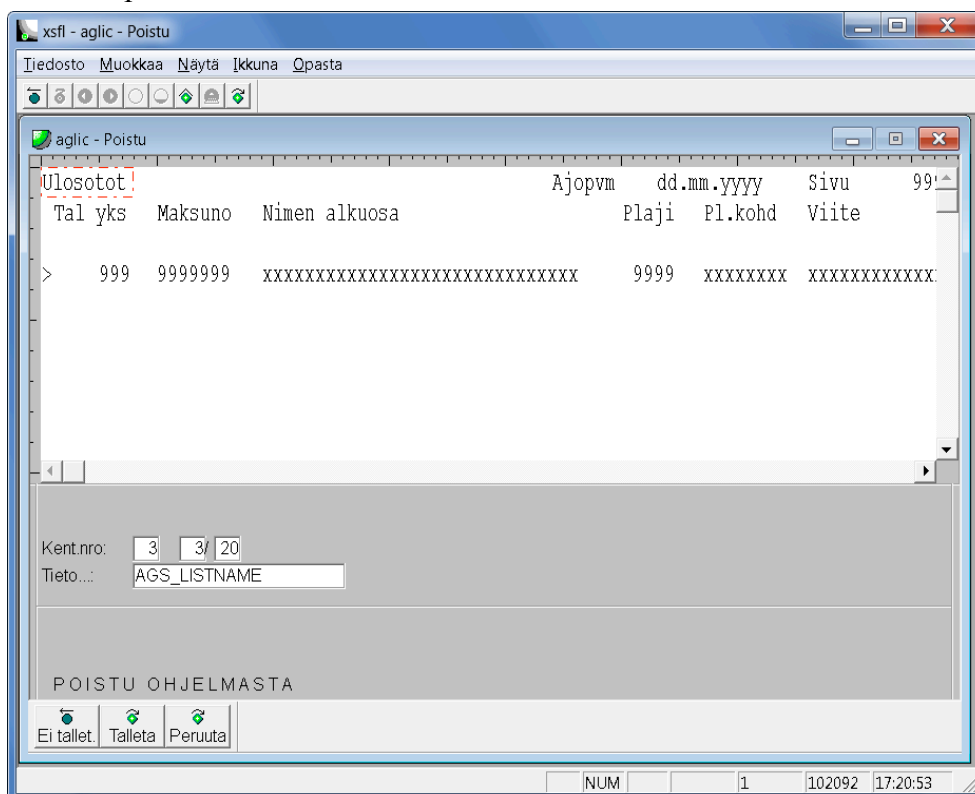 xsfl - aglic - Poistu
Tiedosto Muokkaa Näytä Ikkuna Opasta
aglic - Poistu
Ulosotot Ajopvm dd.mm.yyyy Sivu 99
Tal yks Maksuno Nimen alkuosa Plaji Pl.kohd Viite
> 999 9999999 xxxxxxxxxxxxxxxxxxxxxxxxxxxxxx 9999 xxxxxxxx xxxxxxxxxxxx
Kent.nro: 3 3/ 20
Tieto...: AGS_LISTNAME
POISTU OHJELMASTA
Ei tallet. Talleta Peruuta
NUM 1 102092 17:20:53